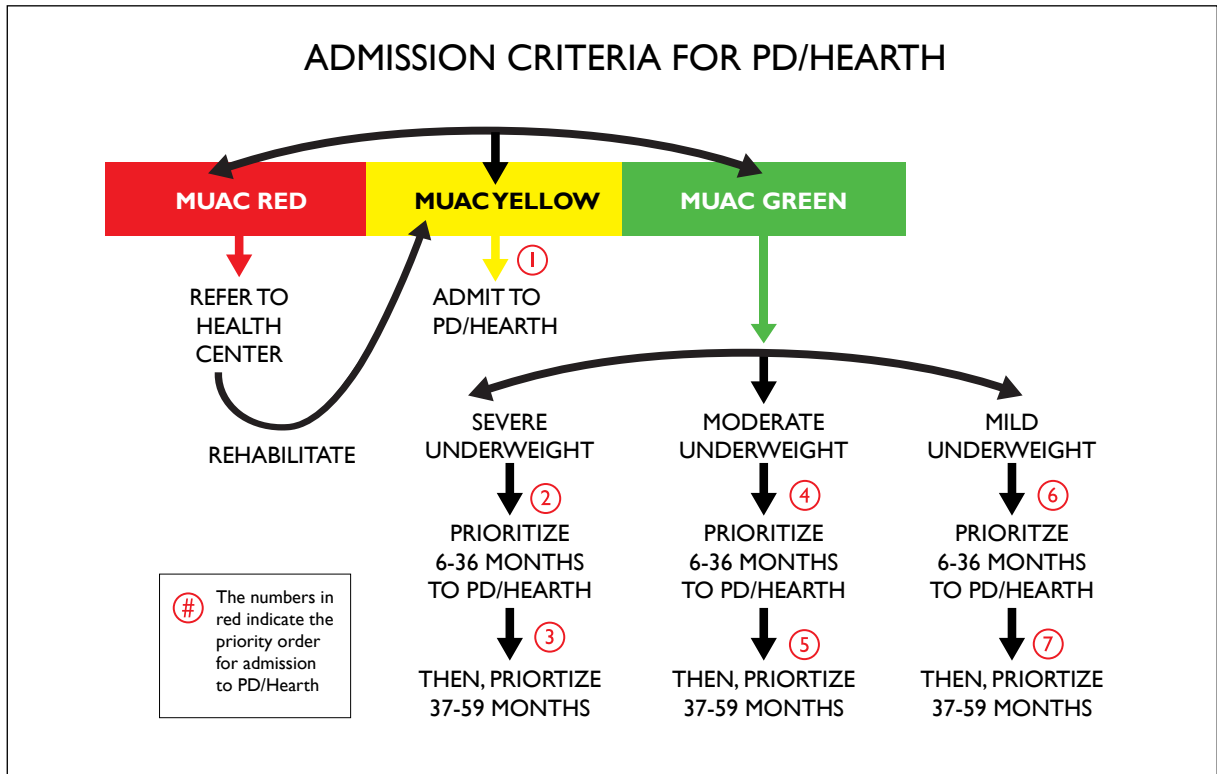 ADMISSION CRITERIA FOR PD/HEARTH
MUAC RED
MUAC YELLOW
MUAC GREEN
REFER TO
HEALTH
CENTER
REHABILITATE
1
ADMIT TO
PD/HEARTH
SEVERE
UNDERWEIGHT
2
PRIORITIZE
6-36 MONTHS
TO PD/HEARTH
3
THEN, PRIORTIZE
37-59 MONTHS
MODERATE
UNDERWEIGHT
4
PRIORITIZE
6-36 MONTHS
TO PD/HEARTH
5
THEN, PRIORTIZE
37-59 MONTHS
MILD
UNDERWEIGHT
6
PRIORITZE
6-36 MONTHS
TO PD/HEARTH
7
THEN, PRIORTIZE
37-59 MONTHS
#
The numbers in
red indicate the
priority order
for admission
to PD/Hearth